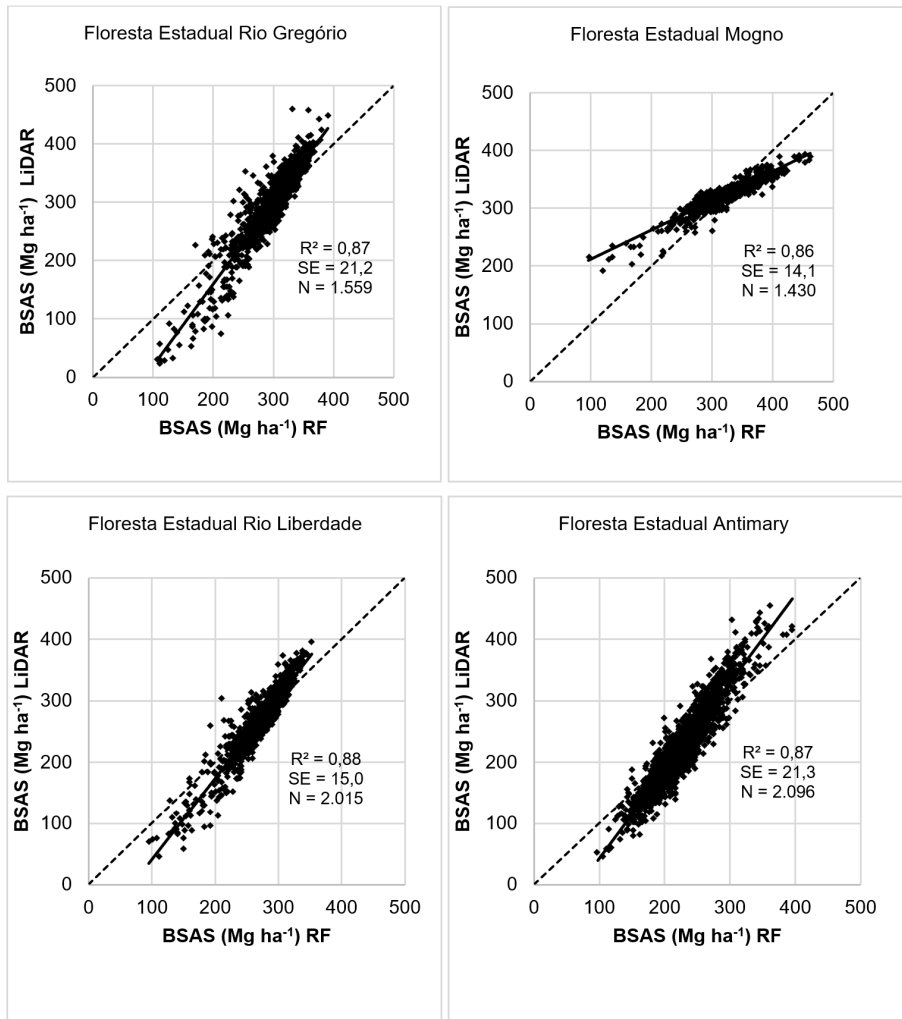 Floresta Estadual Rio Gregório
500
400
300
200
100
0
0 100 200 300 400 500
BSAS (Mg ha⁻¹) LiDAR
R² = 0,87
SE = 21,2
N = 1.559
BSAS (Mg ha⁻¹) RF
Floresta Estadual Mogno
500
400
300
200
100
0
0 100 200 300 400 500
BSAS (Mg ha⁻¹) LiDAR
R² = 0,86
SE = 14,1
N = 1.430
BSAS (Mg ha⁻¹) RF
Floresta Estadual Rio Liberdade
500
400
300
200
100
0
0 100 200 300 400 500
BSAS (Mg ha⁻¹) LiDAR
R² = 0,88
SE = 15,0
N = 2.015
BSAS (Mg ha⁻¹) RF
Floresta Estadual Antimary
500
400
300
200
100
0
0 100 200 300 400 500
BSAS (Mg ha⁻¹) LiDAR
R² = 0,87
SE = 21,3
N = 2.096
BSAS (Mg ha⁻¹) RF